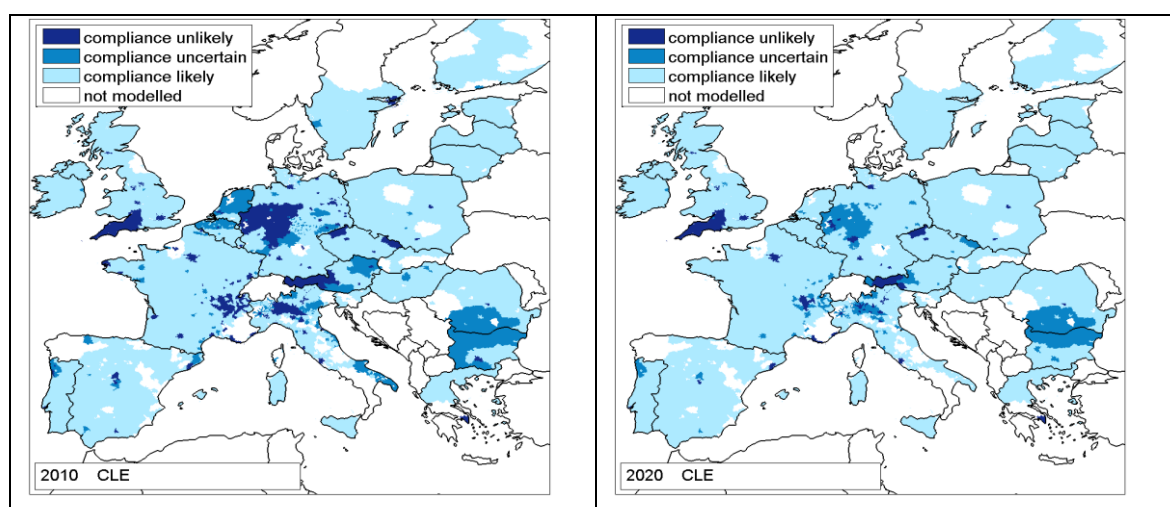 compliance unlikely
compliance uncertain
compliance likely
not modelled
2010 CLE
compliance unlikely
compliance uncertain
compliance likely
not modelled
2020 CLE